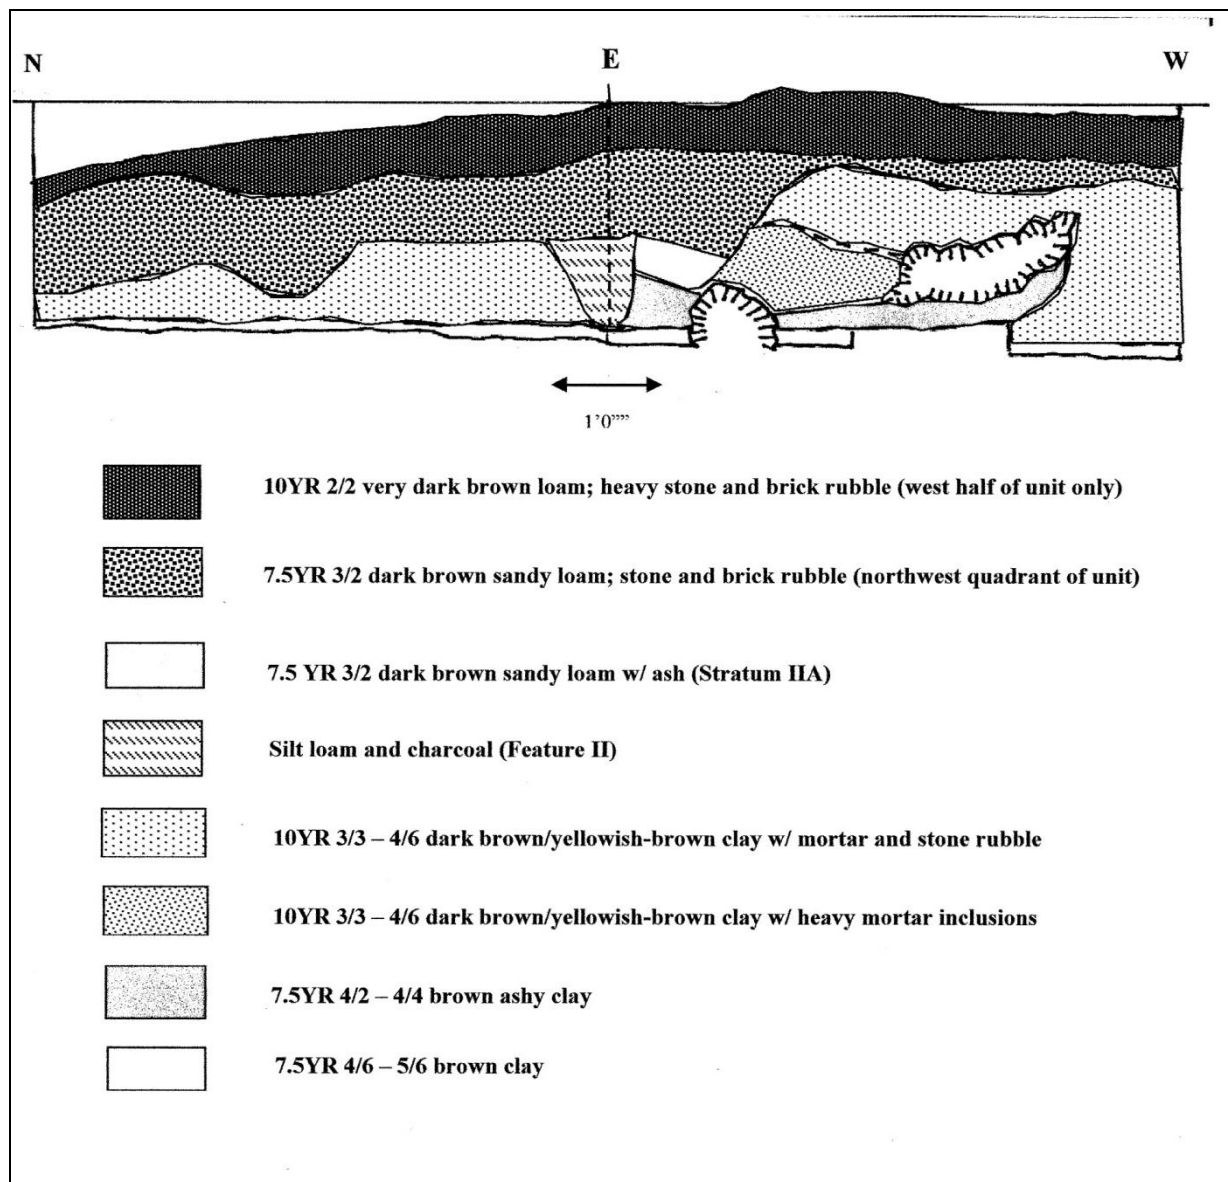 N E W
1’0””
10YR 2/2 very dark brown loam; heavy stone and brick rubble (west half of unit only)
7.5YR 3/2 dark brown sandy loam; stone and brick rubble (northwest quadrant of unit)
7.5 YR 3/2 dark brown sandy loam w/ ash (Stratum IIA)
Silt loam and charcoal (Feature II)
10YR 3/3 – 4/6 dark brown/yellowish-brown clay w/ mortar and stone rubble
10YR 3/3 – 4/6 dark brown/yellowish-brown clay w/ heavy mortar inclusions
7.5YR 4/2 – 4/4 brown ashy clay
7.5YR 4/6 – 5/6 brown clay